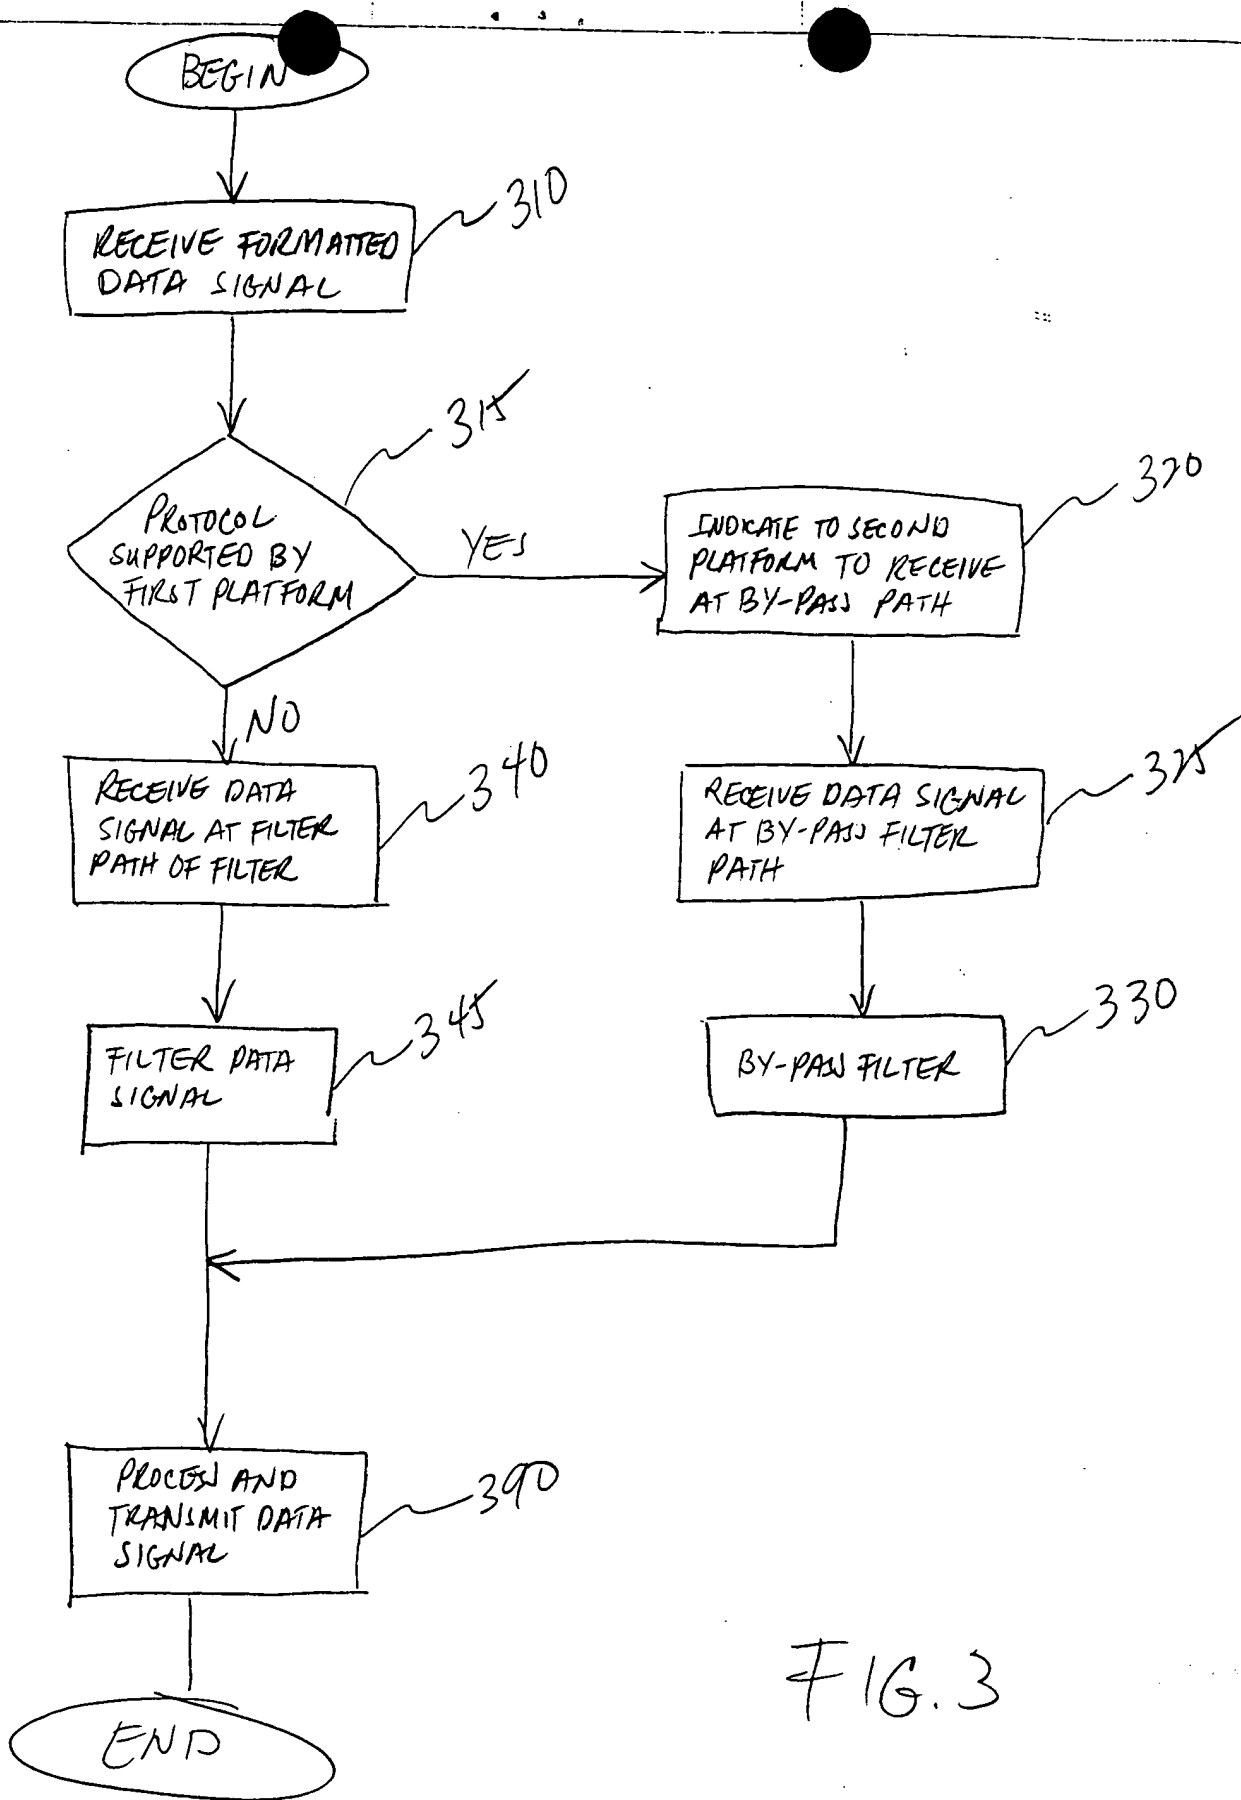 BEGIN
310
RECEIVE FORMATTED
DATA SIGNAL
315
PROTOCOL
SUPPORTED BY
FIRST PLATFORM
YES
320
INDICATE TO SECOND
PLATFORM TO RECEIVE
AT BY-PASS PATH
NO
340
RECEIVE DATA
SIGNAL AT FILTER
PATH OF FILTER
325
RECEIVE DATA SIGNAL
AT BY-PASS FILTER
PATH
345
FILTER DATA
SIGNAL
330
BY-PASS FILTER
390
PROCESS AND
TRANSMIT DATA
SIGNAL
END
FIG. 3